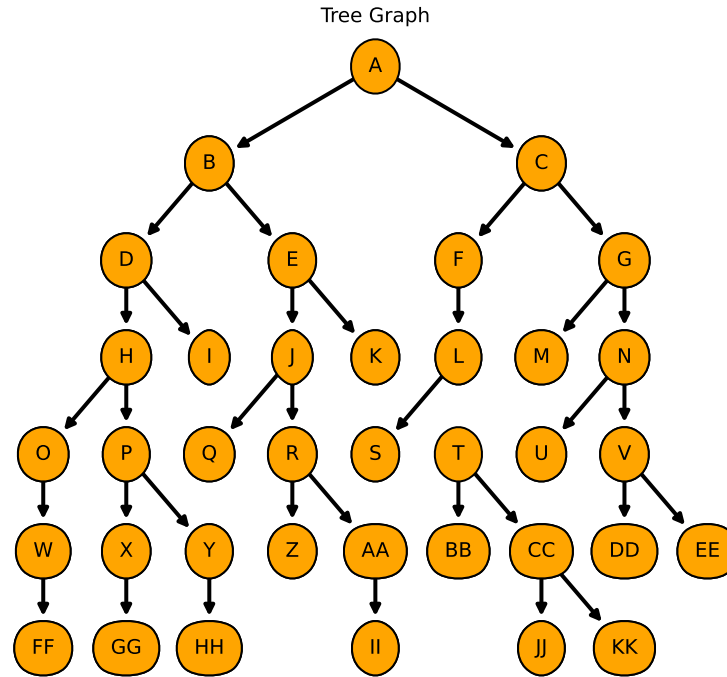 Tree Graph
A
B C
D E F G
H I J K L M N
O P Q R S T U V
W X Y Z AA BB CC DD EE
FF GG HH II JJ KK